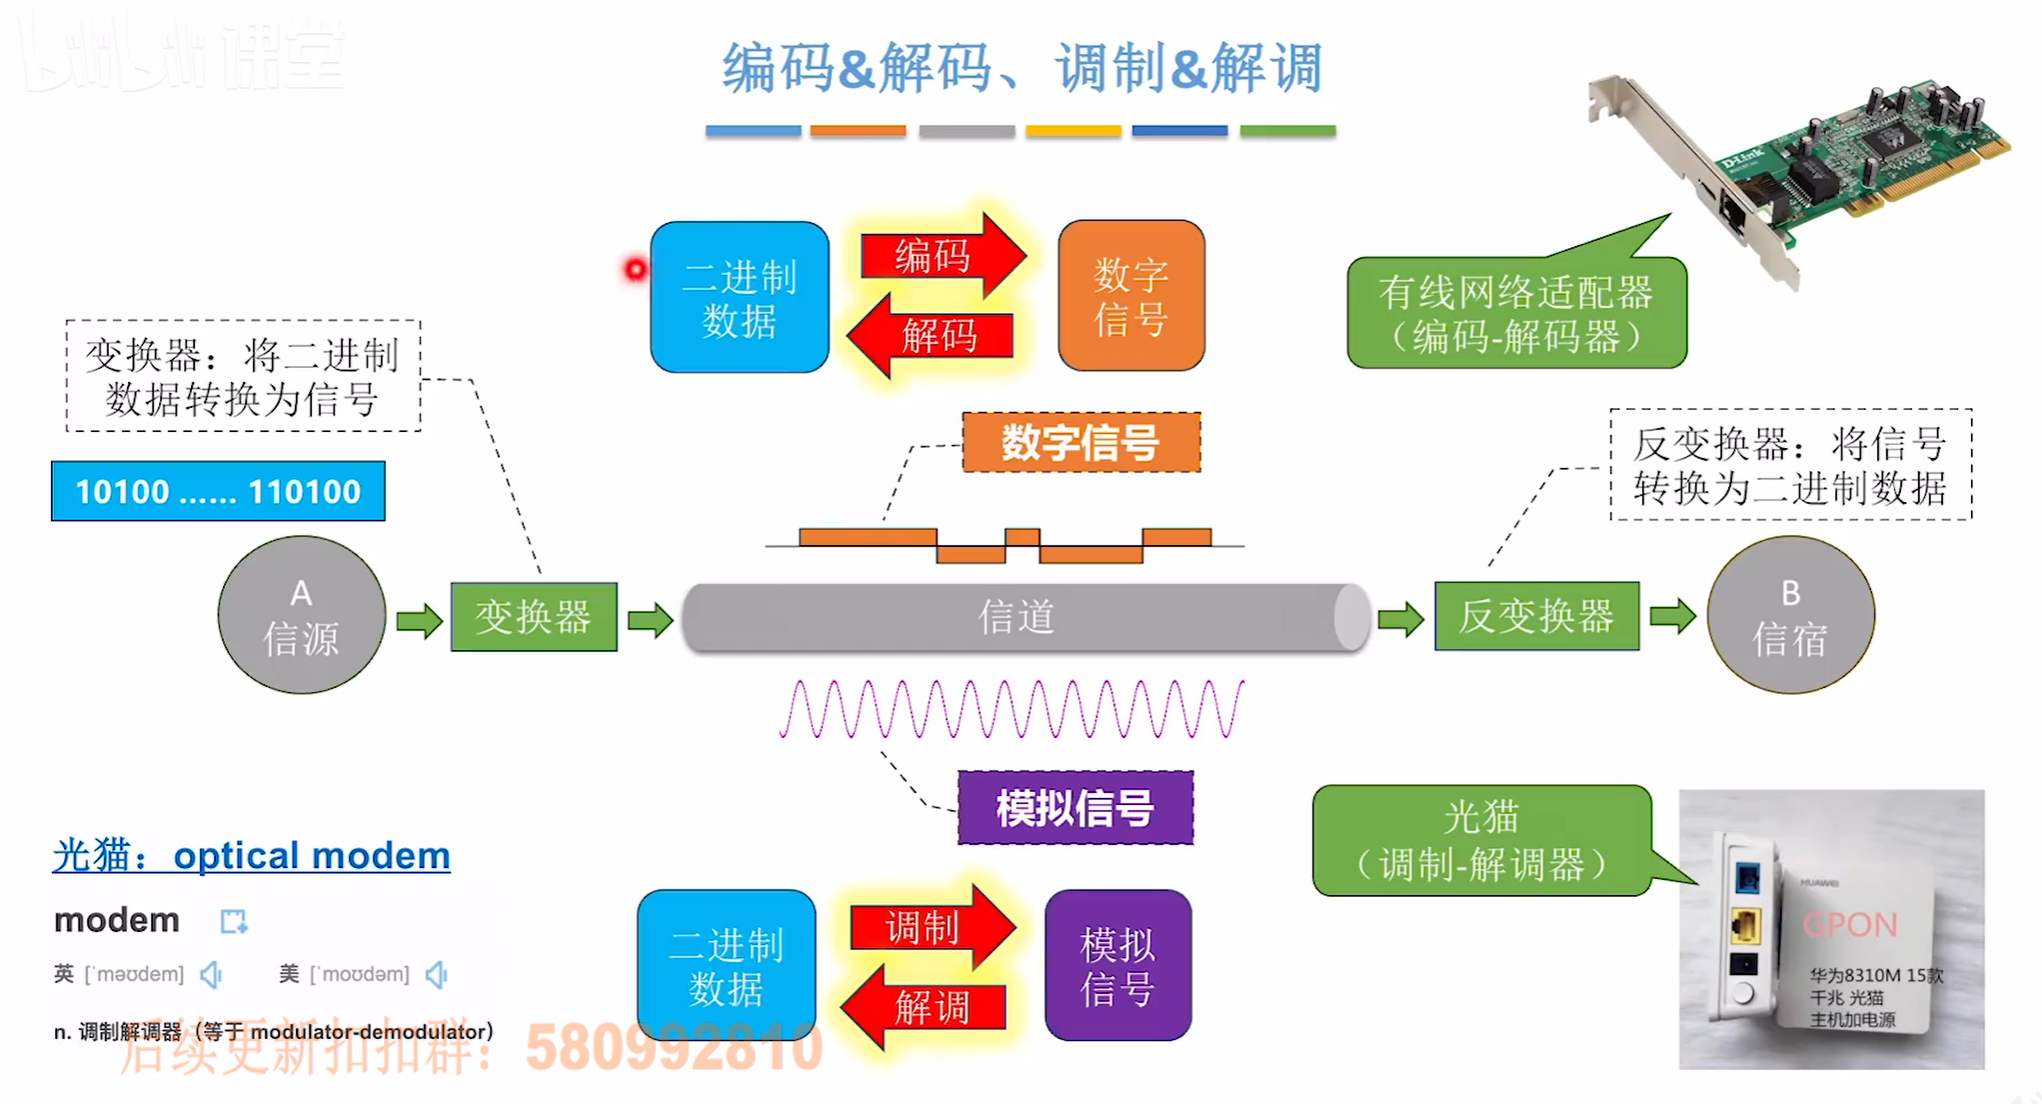 bilibili 课堂
编码&解码、调制&解调
D-Link
二进制
数据
编码
解码
数字
信号
有线网络适配器
（编码-解码器）
变换器：将二进制
数据转换为信号
10100 …… 110100
数字信号
反变换器：将信号
转换为二进制数据
A
信源
变换器
信道
反变换器
B
信宿
模拟信号
光猫
（调制-解调器）
光猫：optical modem
modem
英 [ˈməʊdem] 美 [ˈmoʊdəm]
n. 调制解调器（等于 modulator-demodulator）
后续更新扣扣群：580992810
二进制
数据
调制
解调
模拟
信号
HUAWEI
GPON
华为8310M 15款
千兆 光猫
主机加电源